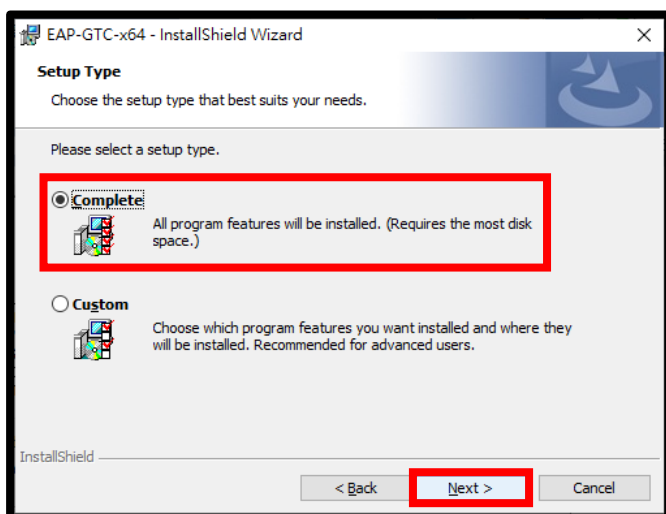 EAP-GTC-x64 - InstallShield Wizard
Setup Type
Choose the setup type that best suits your needs.
Please select a setup type.
Complete
All program features will be installed. (Requires the most disk
space.)
Custom
Choose which program features you want installed and where they
will be installed. Recommended for advanced users.
InstallShield
< Back Next > Cancel